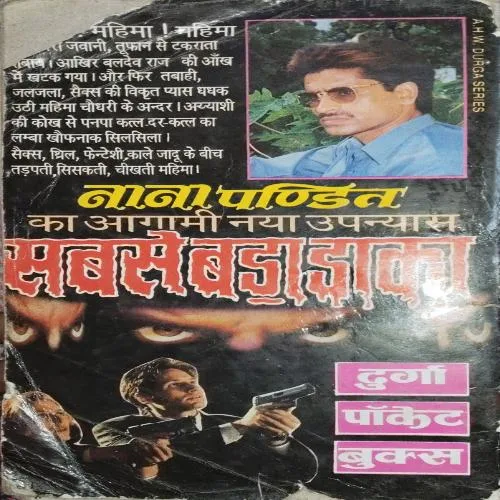 महिमा ! महिमा
जवानी, तूफान से टकराता
शबाब। आखिर बलदेव राज की आँख
में खटक गया। और फिर तबाही,
जलजला, सैक्स की विकृत प्यास धधक
उठी महिमा चौधरी के अन्दर। अय्याशी
की कोख से पनपा कत्ल-दर-कत्ल का
लम्बा खौफनाक सिलसिला।
सैक्स, थ्रिल, फेन्टेशी,काले जादू के बीच
तड़पती,सिसकती, चीखती महिमा।
A.H.W. DURGA SERIES
नाना पण्डित
का आगामी नया उपन्यास
सबसे बड़ा डाका
दुर्गा
पॉकेट
बुक्स